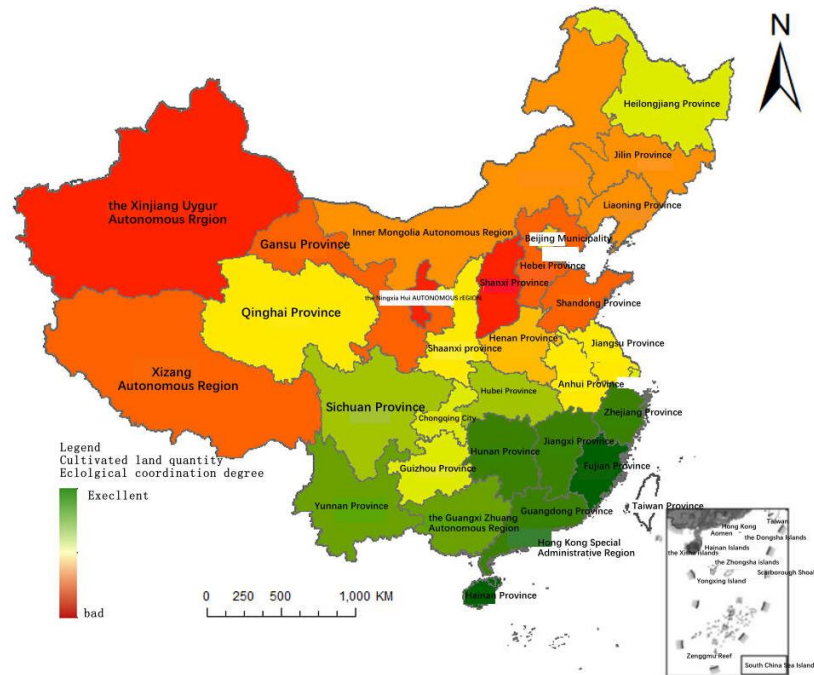 N
Heilongjiang Province
Jilin Province
Liaoning Province
the Xinjiang Uygur
Autonomous Rrgion
Inner Mongolia Autonomous Region
Gansu Province
Beijing Municipality
Hebei Province
Shanxi Province
the Ningxia Hui AUTONOMOUS rEGION
Shandong Province
Qinghai Province
Henan Province
Jiangsu Province
Shaanxi province
Xizang
Autonomous Region
Anhui Province
Sichuan Province
Hubei Province
Chongqing City
Zhejiang Province
Hunan Province
Jiangxi Province
Guizhou Province
Fujian Province
Yunnan Province
the Guangxi Zhuang
Autonomous Region
Guangdong Province
Taiwan Province
Hong Kong Special
Administrative Region
Hainan Province
Legend
Cultivated land quantity
Eclolgical coordination degree
Execllent
bad
0 250 500 1,000 KM
Taiwan
Hong Kong
Aomen
the Dongsha Islands
Hainan Islands
the Xisha Islands
the Zhongsha islands
Scarborough Shoal
Yongxing Island
Zenggmu Reef
South China Sea Island